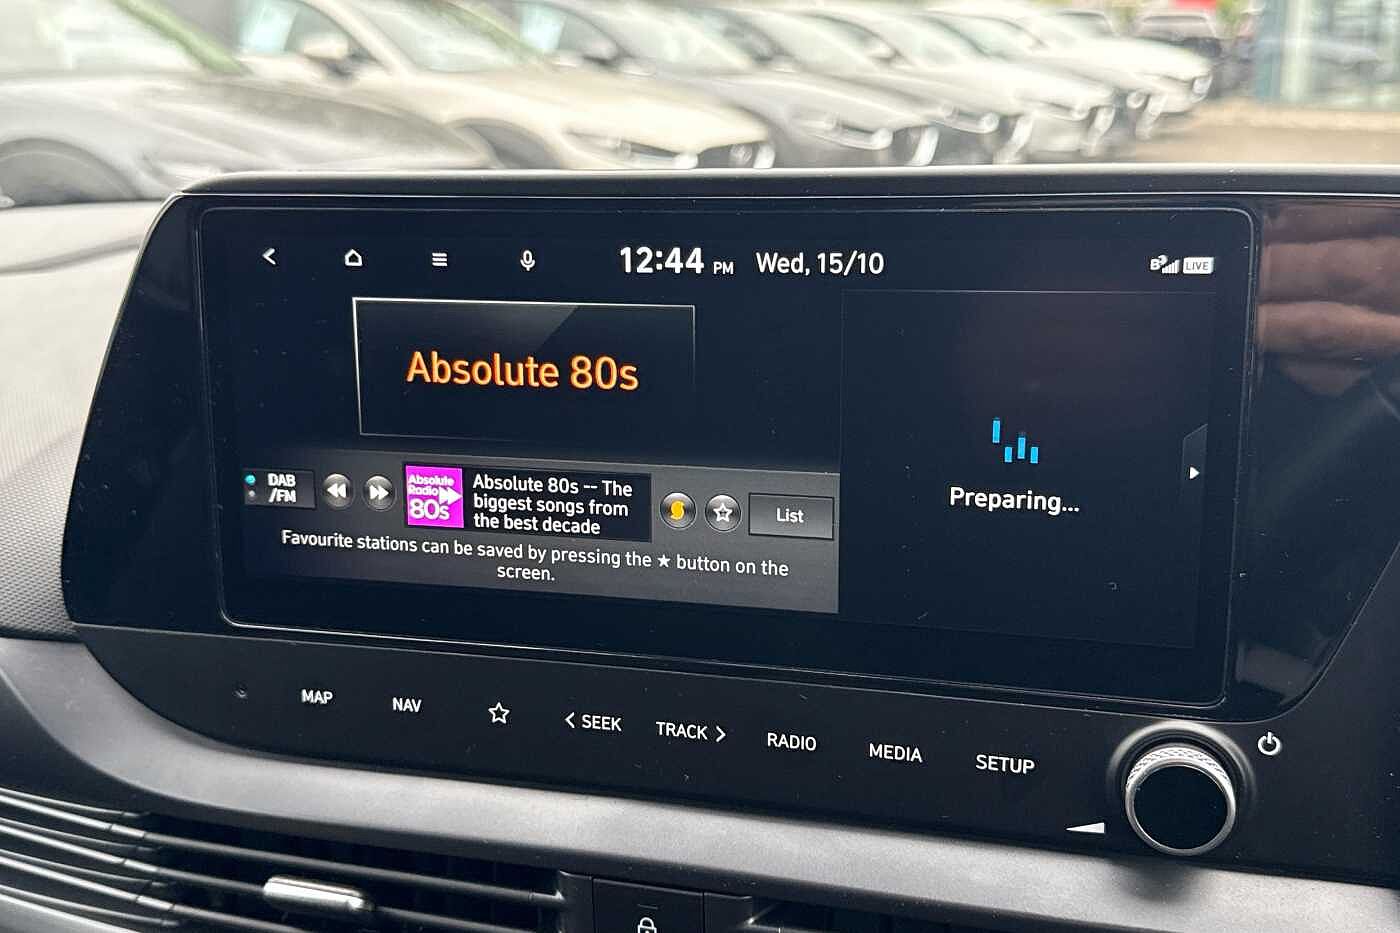 12:44 PM Wed, 15/10
LIVE
Absolute 80s
DAB
/FM
Absolute
Radio
80s
Absolute 80s -- The
biggest songs from
the best decade
List
Favourite stations can be saved by pressing the ★ button on the
screen.
Preparing...
MAP
NAV
< SEEK
TRACK >
RADIO
MEDIA
SETUP